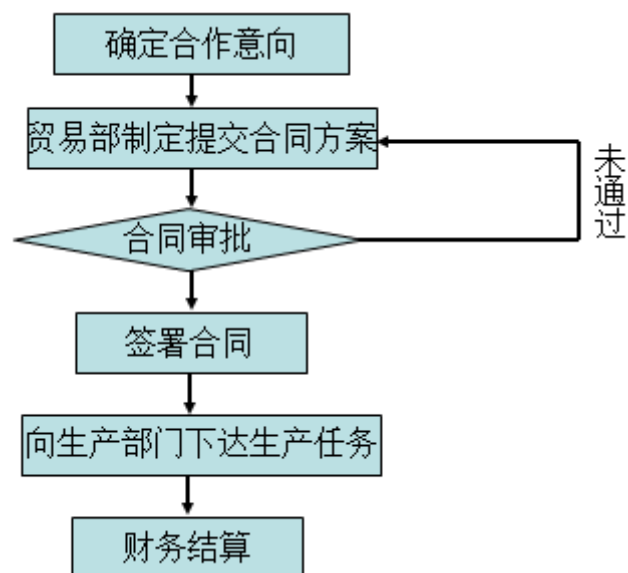 确定合作意向
贸易部制定提交合同方案
未通过
合同审批
签署合同
向生产部门下达生产任务
财务结算